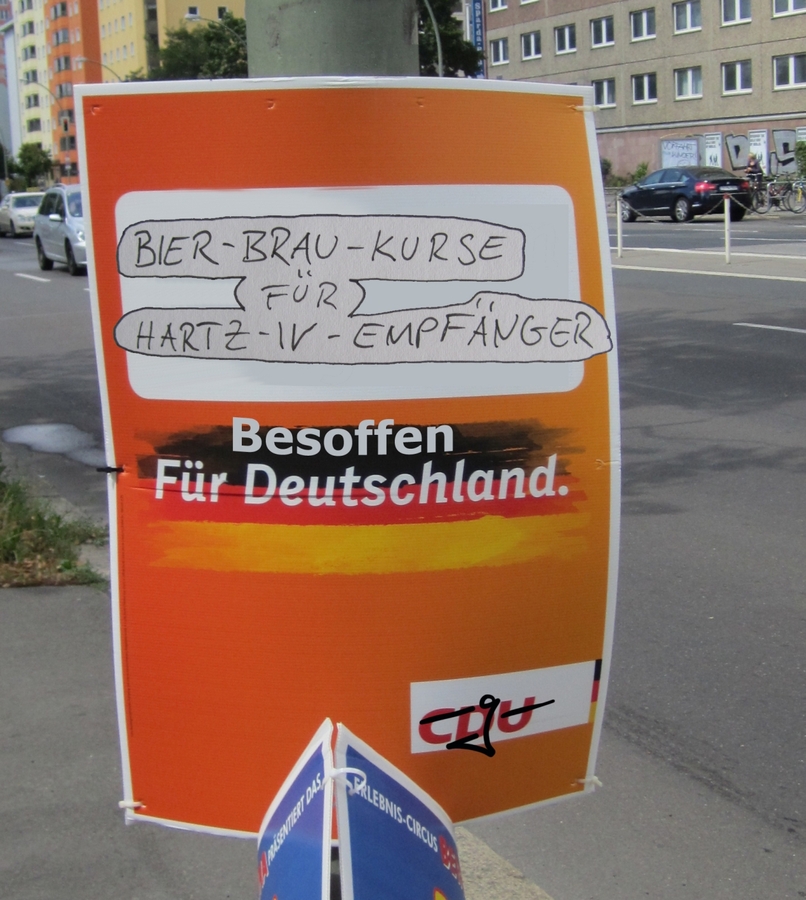 BIER-BRAU-KURSE
FÜR
HARTZ-IV-EMPFÄNGER
Besoffen
Für Deutschland.
CDU
PRÄSENTIERT DAS
ERLEBNIS-CIRCUS